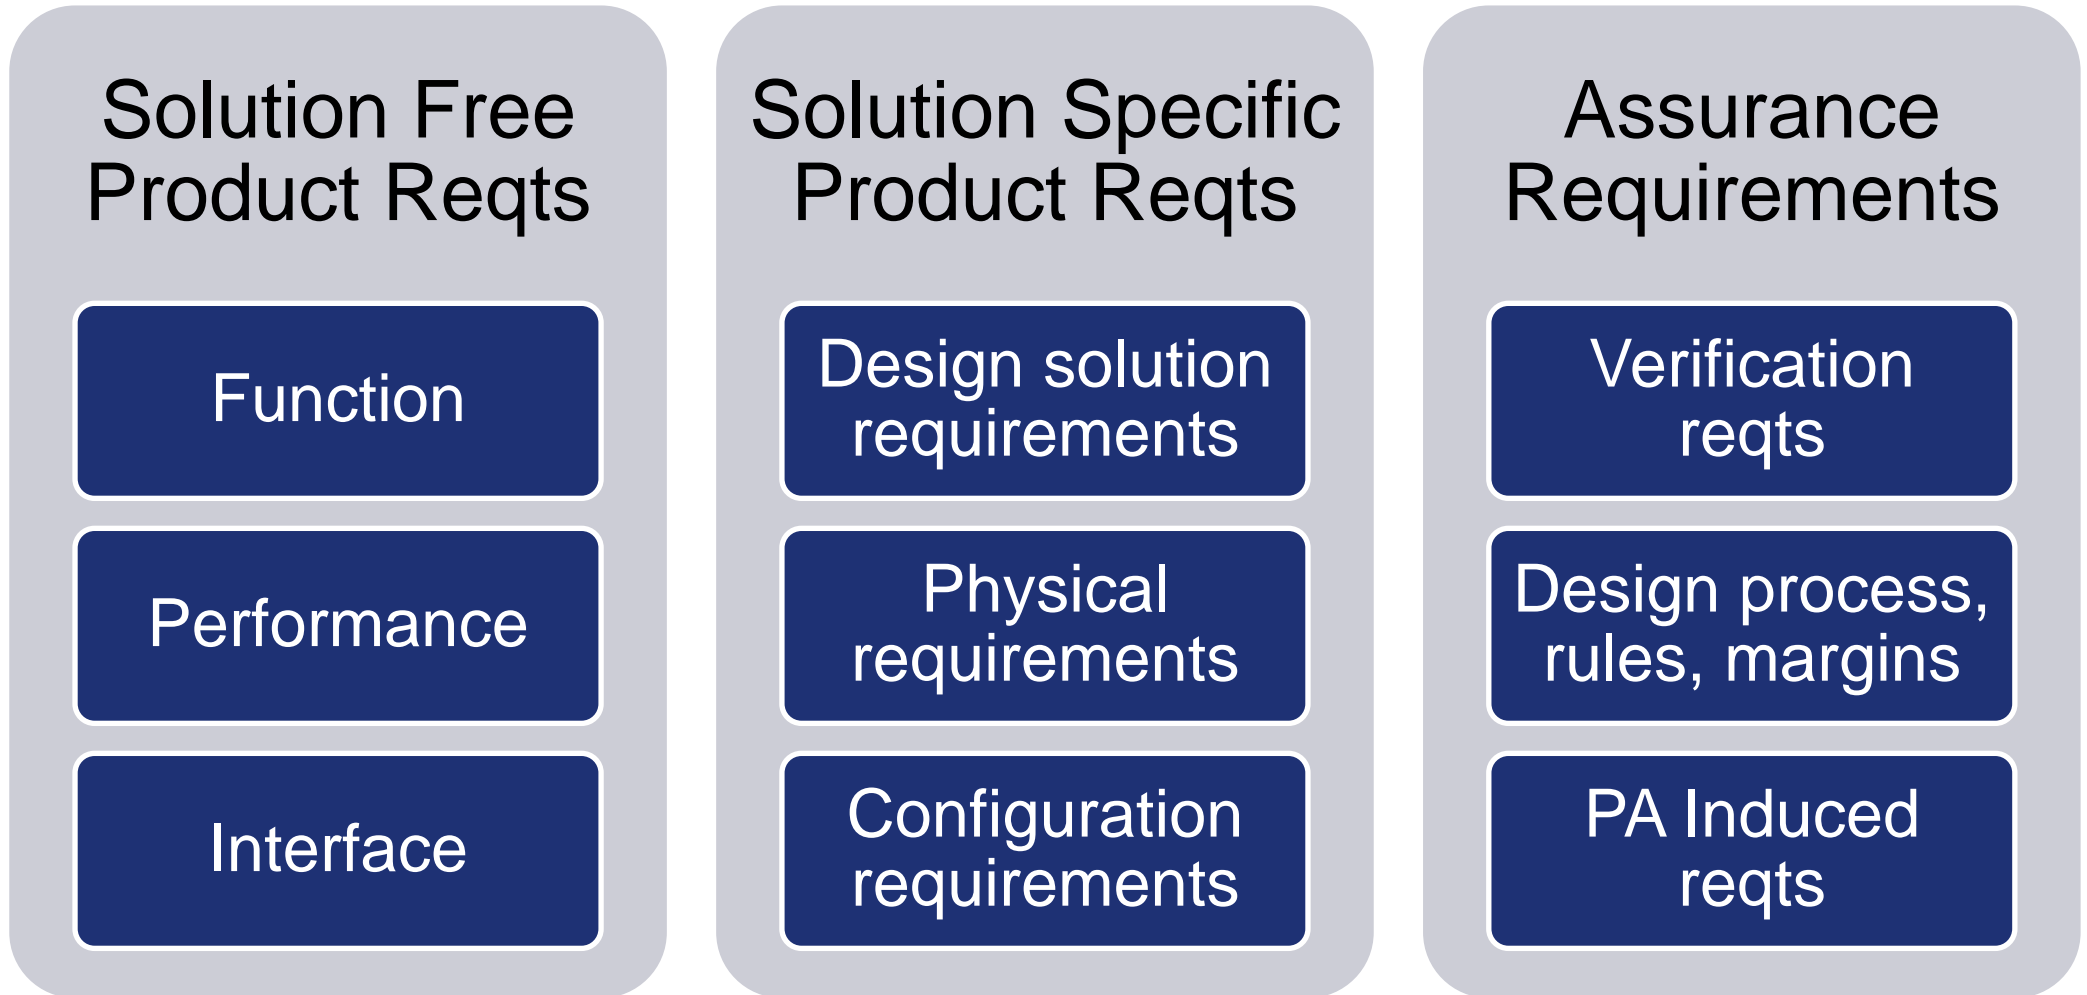 Solution Free
Product Reqts
Function
Performance
Interface
Solution Specific
Product Reqts
Design solution
requirements
Physical
requirements
Configuration
requirements
Assurance
Requirements
Verification
reqts
Design process,
rules, margins
PA Induced
reqts